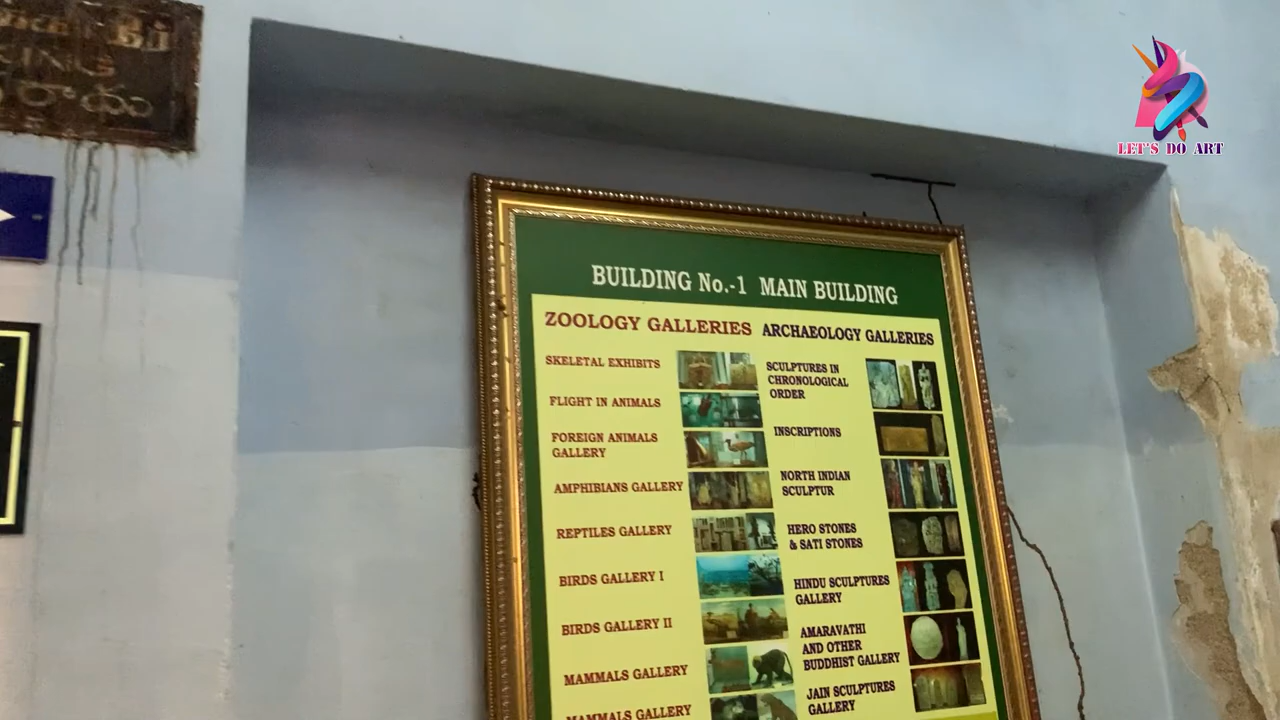 KING
LET'S DO ART
BUILDING No.-1 MAIN BUILDING
ZOOLOGY GALLERIES
SKELETAL EXHIBITS
FLIGHT IN ANIMALS
FOREIGN ANIMALS
GALLERY
AMPHIBIANS GALLERY
REPTILES GALLERY
BIRDS GALLERY I
BIRDS GALLERY II
MAMMALS GALLERY
MAMMALS GALLERY
ARCHAEOLOGY GALLERIES
SCULPTURES IN
CHRONOLOGICAL
ORDER
INSCRIPTIONS
NORTH INDIAN
SCULPTUR
HERO STONES
& SATI STONES
HINDU SCULPTURES
GALLERY
AMARAVATHI
AND OTHER
BUDDHIST GALLERY
JAIN SCULPTURES
GALLERY